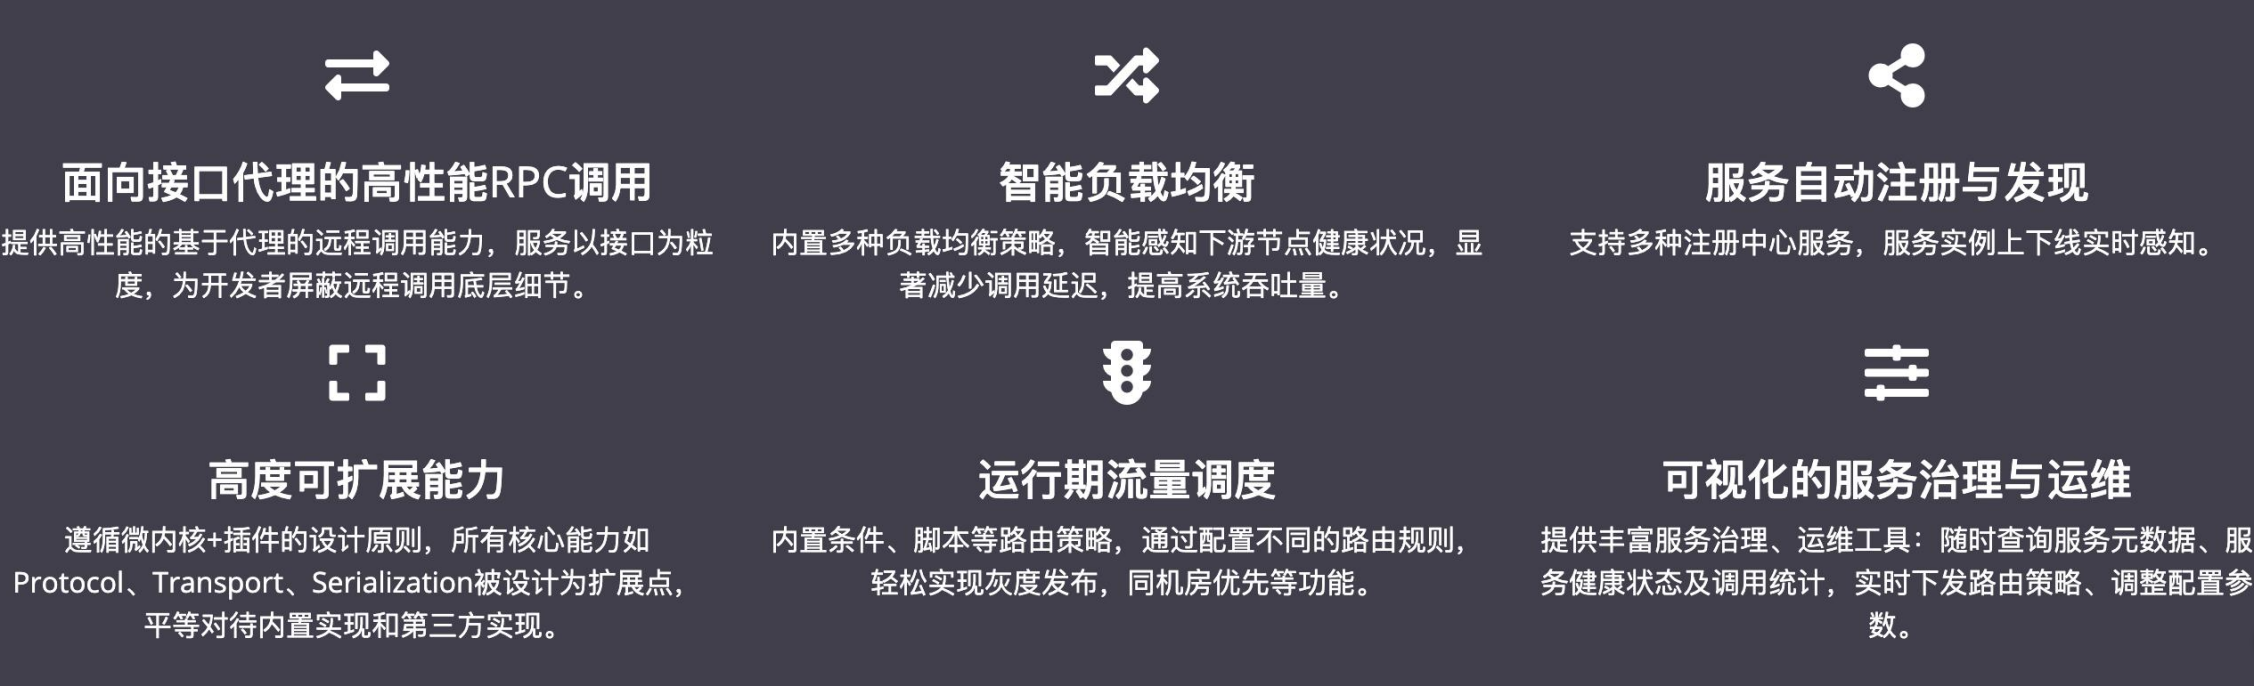 面向接口代理的高性能RPC调用
提供高性能的基于代理的远程调用能力，服务以接口为粒
度，为开发者屏蔽远程调用底层细节。
智能负载均衡
内置多种负载均衡策略，智能感知下游节点健康状况，显
著减少调用延迟，提高系统吞吐量。
服务自动注册与发现
支持多种注册中心服务，服务实例上下线实时感知。
高度可扩展能力
遵循微内核+插件的设计原则，所有核心能力如
Protocol、Transport、Serialization被设计为扩展点，
平等对待内置实现和第三方实现。
运行期流量调度
内置条件、脚本等路由策略，通过配置不同的路由规则，
轻松实现灰度发布，同机房优先等功能。
可视化的服务治理与运维
提供丰富服务治理、运维工具：随时查询服务元数据、服
务健康状态及调用统计，实时下发路由策略、调整配置参
数。